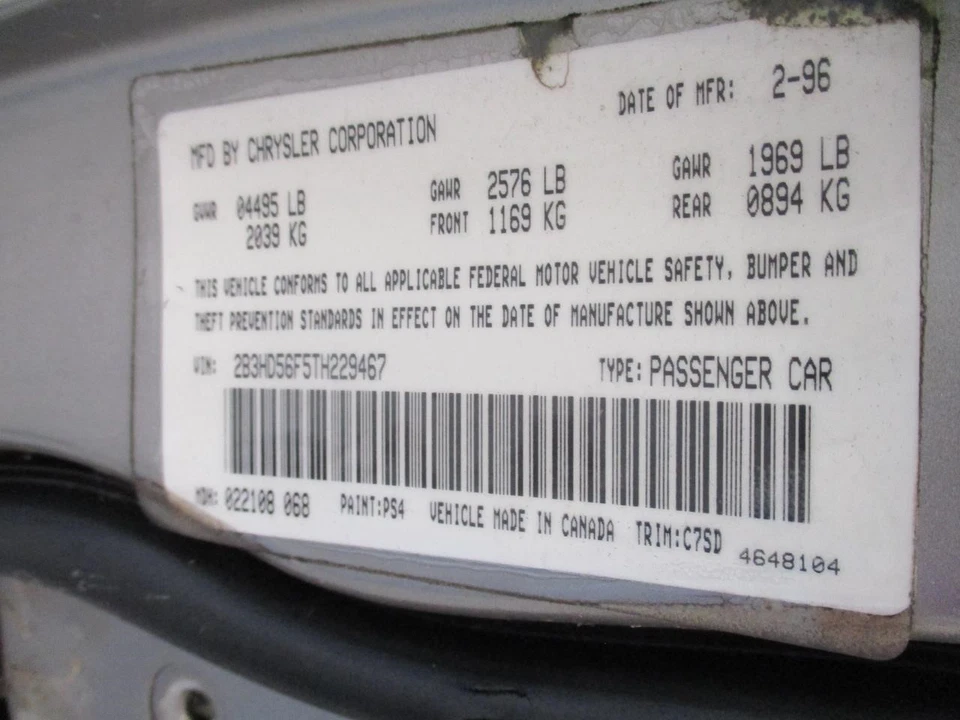 MFD BY CHRYSLER CORPORATION DATE OF MFR: 2-96
GVWR 04495 LB GAWR 2576 LB GAWR 1969 LB
2039 KG FRONT 1169 KG REAR 0894 KG
THIS VEHICLE CONFORMS TO ALL APPLICABLE FEDERAL MOTOR VEHICLE SAFETY, BUMPER AND
THEFT PREVENTION STANDARDS IN EFFECT ON THE DATE OF MANUFACTURE SHOWN ABOVE.
VIN: 2B3HD56F5TH229467 TYPE: PASSENGER CAR
MDH: 022108 068 PAINT:PS4 VEHICLE MADE IN CANADA TRIM:C7SD
4648104